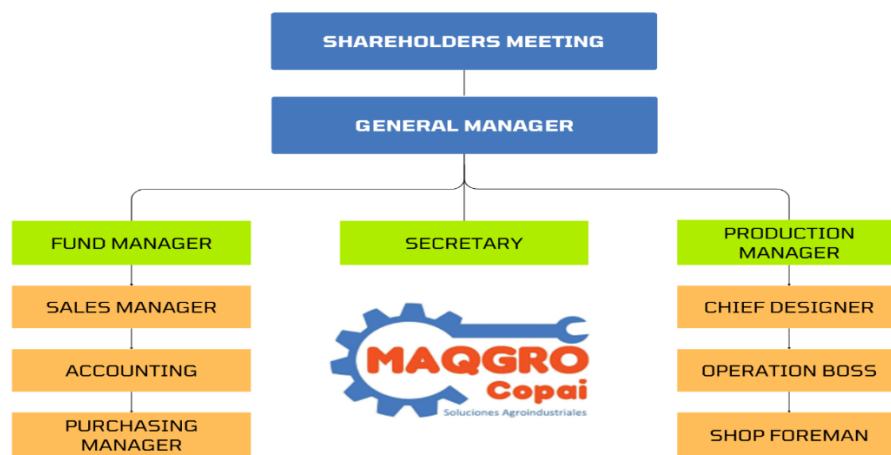 SHAREHOLDERS MEETING
GENERAL MANAGER
FUND MANAGER
SECRETARY
PRODUCTION
MANAGER
SALES MANAGER
CHIEF DESIGNER
ACCOUNTING
OPERATION BOSS
PURCHASING
MANAGER
SHOP FOREMAN
MAQGRO
Copai
Soluciones Agroindustriales